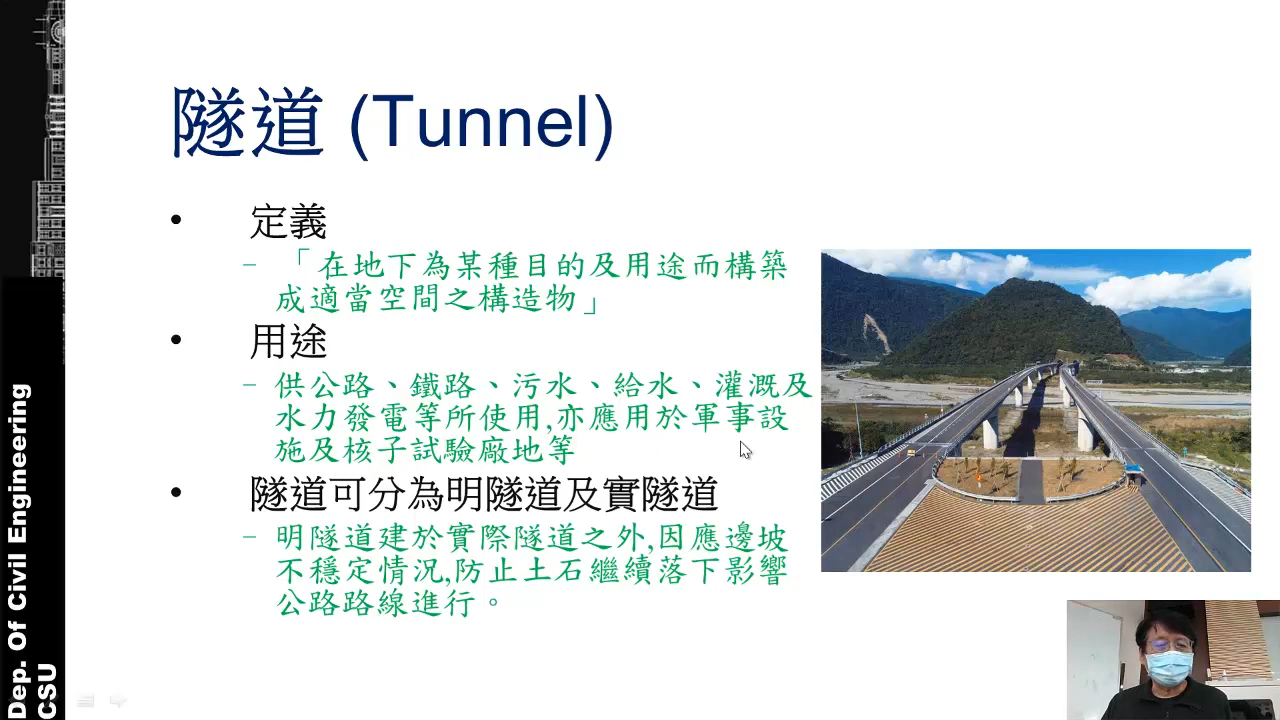 隧道 (Tunnel)
• 定義
– 「在地下為某種目的及用途而構築
成適當空間之構造物」
• 用途
– 供公路、鐵路、污水、給水、灌溉及
水力發電等所使用,亦應用於軍事設
施及核子試驗廠地等
• 隧道可分為明隧道及實隧道
– 明隧道建於實際隧道之外,因應邊坡
不穩定情況,防止土石繼續落下影響
公路路線進行。
Dep. Of Civil Engineering
CSU